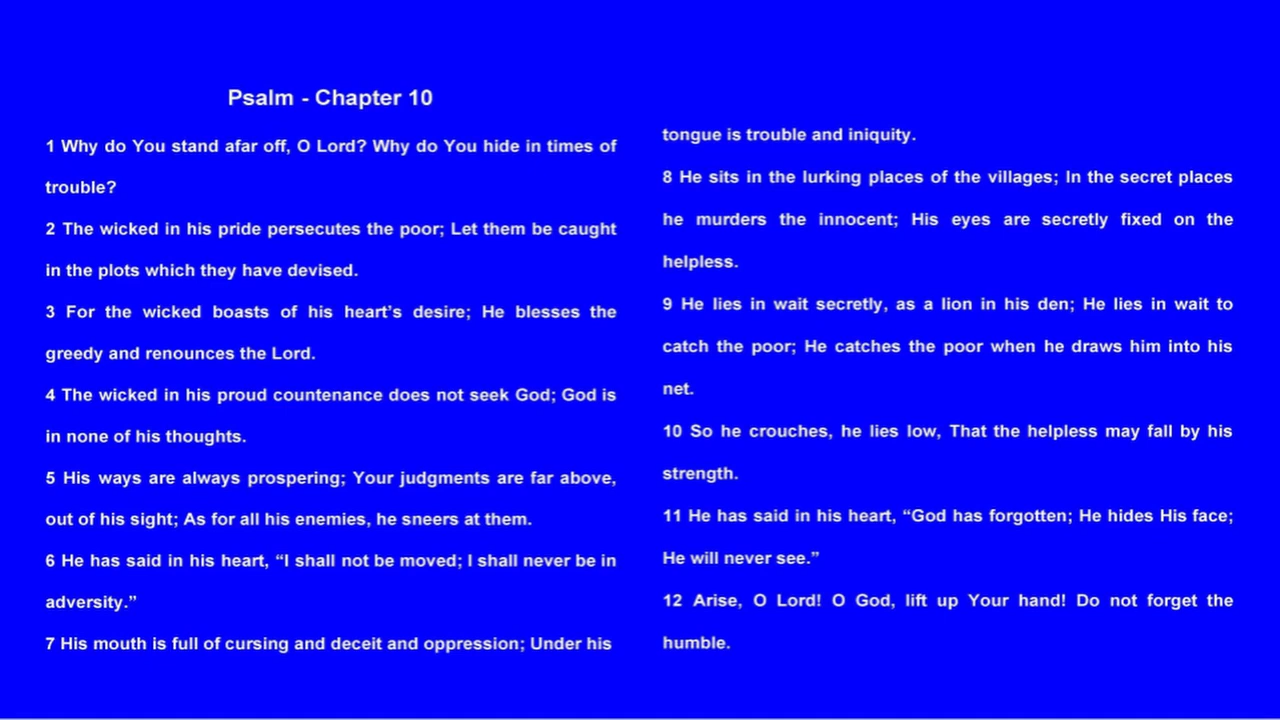 Psalm - Chapter 10
1 Why do You stand afar off, O Lord? Why do You hide in times of
trouble?
2 The wicked in his pride persecutes the poor; Let them be caught
in the plots which they have devised.
3 For the wicked boasts of his heart’s desire; He blesses the
greedy and renounces the Lord.
4 The wicked in his proud countenance does not seek God; God is
in none of his thoughts.
5 His ways are always prospering; Your judgments are far above,
out of his sight; As for all his enemies, he sneers at them.
6 He has said in his heart, “I shall not be moved; I shall never be in
adversity.”
7 His mouth is full of cursing and deceit and oppression; Under his
tongue is trouble and iniquity.
8 He sits in the lurking places of the villages; In the secret places
he murders the innocent; His eyes are secretly fixed on the
helpless.
9 He lies in wait secretly, as a lion in his den; He lies in wait to
catch the poor; He catches the poor when he draws him into his
net.
10 So he crouches, he lies low, That the helpless may fall by his
strength.
11 He has said in his heart, “God has forgotten; He hides His face;
He will never see.”
12 Arise, O Lord! O God, lift up Your hand! Do not forget the
humble.